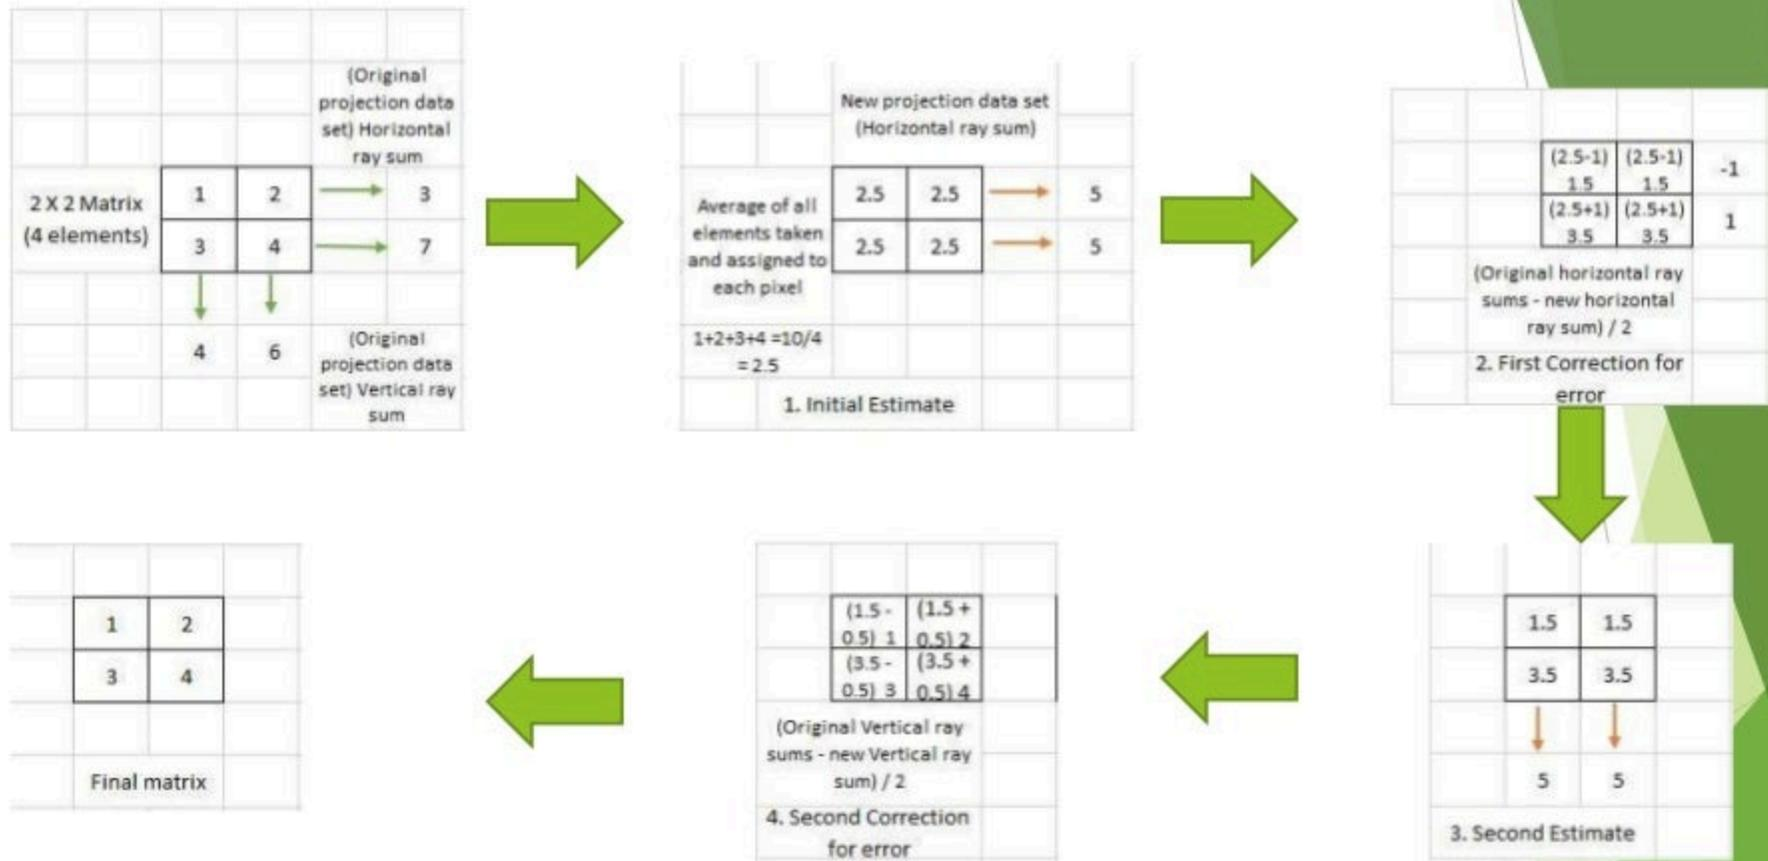 (Original
projection data
set) Horizontal
ray sum
2 X 2 Matrix
(4 elements)
1 2 3
3 4 7
4 6
(Original
projection data
set) Vertical ray
sum
New projection data set
(Horizontal ray sum)
Average of all
elements taken
and assigned to
each pixel
2.5 2.5 5
2.5 2.5 5
1+2+3+4 =10/4
= 2.5
1. Initial Estimate
(2.5-1) (2.5-1) -1
1.5 1.5
(2.5+1) (2.5+1) 1
3.5 3.5
(Original horizontal ray
sums - new horizontal
ray sum) / 2
2. First Correction for
error
1.5 1.5
3.5 3.5
5 5
3. Second Estimate
(1.5 - (1.5 +
0.5) 1 0.5) 2
(3.5 - (3.5 +
0.5) 3 0.5) 4
(Original Vertical ray
sums - new Vertical ray
sum) / 2
4. Second Correction
for error
1 2
3 4
Final matrix